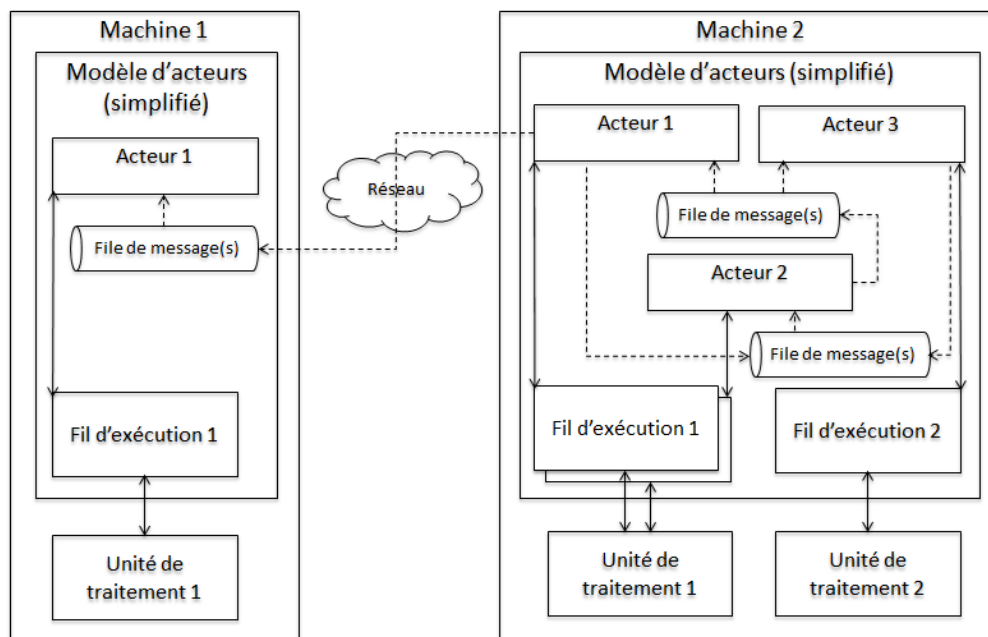 Machine 1
Modèle d'acteurs
(simplifié)
Acteur 1
File de message(s)
Fil d'exécution 1
Unité de
traitement 1
Réseau
Machine 2
Modèle d'acteurs (simplifié)
Acteur 1
Acteur 3
File de message(s)
Acteur 2
File de message(s)
Fil d'exécution 1
Fil d'exécution 2
Unité de
traitement 1
Unité de
traitement 2